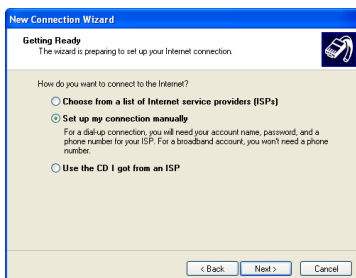 New Connection Wizard
Getting Ready
The wizard is preparing to set up your Internet connection.
How do you want to connect to the Internet?
Choose from a list of Internet service providers (ISPs)
Set up my connection manually
For a dial-up connection, you will need your account name, password, and a
phone number for your ISP. For a broadband account, you won't need a phone
number.
Use the CD I got from an ISP
< Back
Next >
Cancel